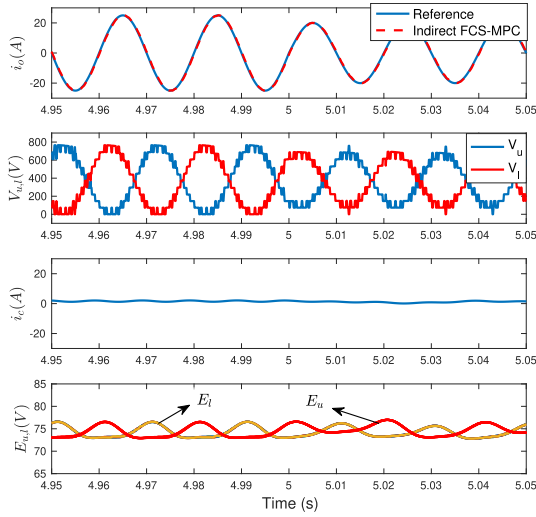 Reference
Indirect FCS-MPC
i_o(A)
20
0
-20
4.95 4.96 4.97 4.98 4.99 5 5.01 5.02 5.03 5.04 5.05
V_u
V_l
V_{u,l}(V)
800
600
400
200
0
4.95 4.96 4.97 4.98 4.99 5 5.01 5.02 5.03 5.04 5.05
i_c(A)
20
0
-20
4.95 4.96 4.97 4.98 4.99 5 5.01 5.02 5.03 5.04 5.05
E_l
E_u
E_{u,l}(V)
85
80
75
70
65
4.95 4.96 4.97 4.98 4.99 5 5.01 5.02 5.03 5.04 5.05
Time (s)